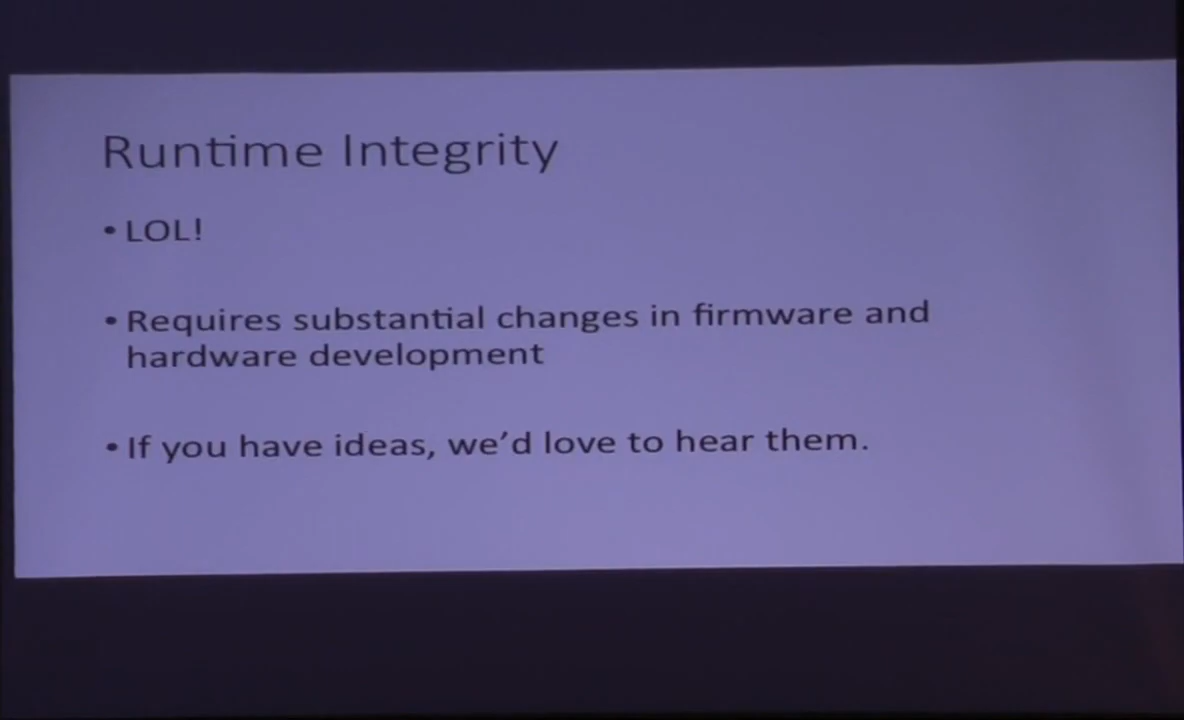 Runtime Integrity
• LOL!
• Requires substantial changes in firmware and
hardware development
• If you have ideas, we’d love to hear them.